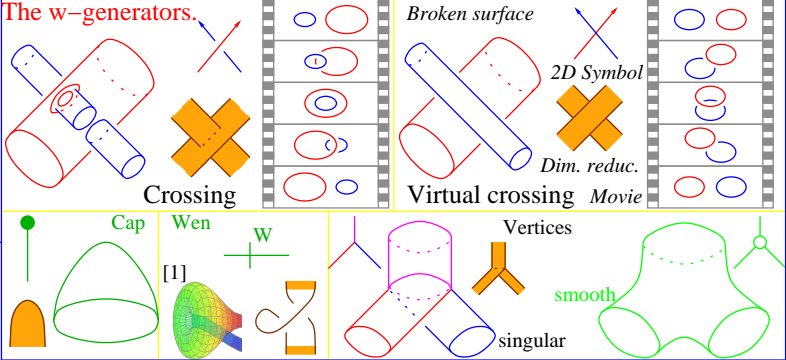 The w-generators.
Broken surface
2D Symbol
Dim. reduc.
Crossing
Virtual crossing
Movie
Cap
Wen
W
[1]
Vertices
smooth
singular